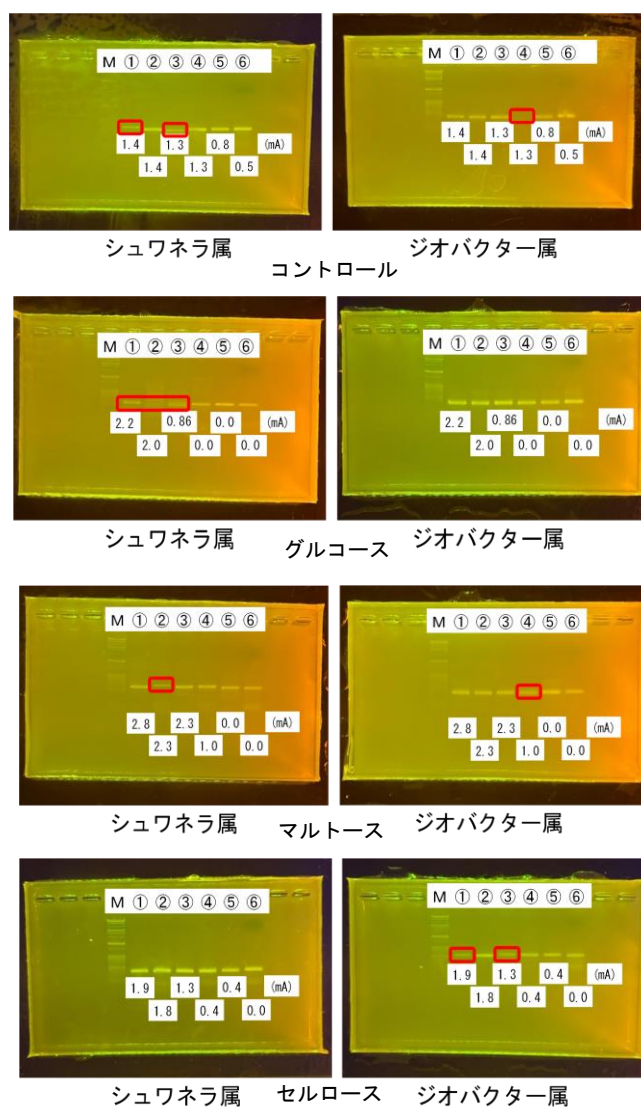 M ① ② ③ ④ ⑤ ⑥
1.4 1.3 0.8 (mA)
1.4 1.3 0.5
シュワネラ属
M ① ② ③ ④ ⑤ ⑥
1.4 1.3 0.8 (mA)
1.4 1.3 0.5
ジオバクター属
コントロール
M ① ② ③ ④ ⑤ ⑥
2.2 0.86 0.0 (mA)
2.0 0.0 0.0
シュワネラ属
M ① ② ③ ④ ⑤ ⑥
2.2 0.86 0.0 (mA)
2.0 0.0 0.0
ジオバクター属
グルコース
M ① ② ③ ④ ⑤ ⑥
2.8 2.3 0.0 (mA)
2.3 1.0 0.0
シュワネラ属
M ① ② ③ ④ ⑤ ⑥
2.8 2.3 0.0 (mA)
2.3 1.0 0.0
ジオバクター属
マルトース
M ① ② ③ ④ ⑤ ⑥
1.9 1.3 0.4 (mA)
1.8 0.4 0.0
シュワネラ属
M ① ② ③ ④ ⑤ ⑥
1.9 1.3 0.4 (mA)
1.8 0.4 0.0
ジオバクター属
セルロース